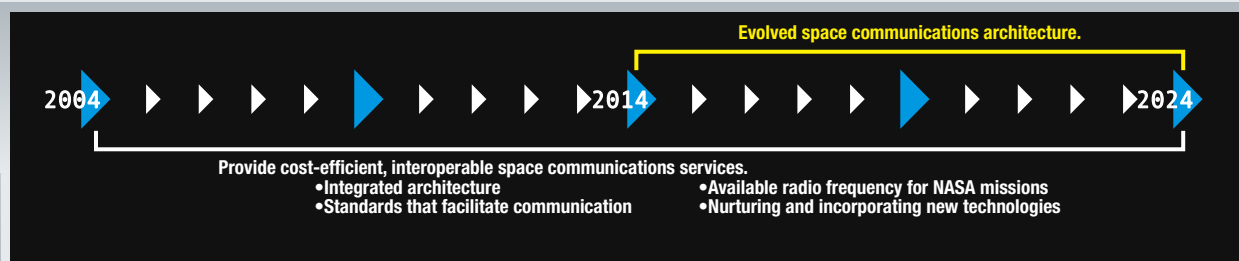 Evolved space communications architecture.
2004 2014 2024
Provide cost-efficient, interoperable space communications services.
•Integrated architecture •Available radio frequency for NASA missions
•Standards that facilitate communication •Nurturing and incorporating new technologies